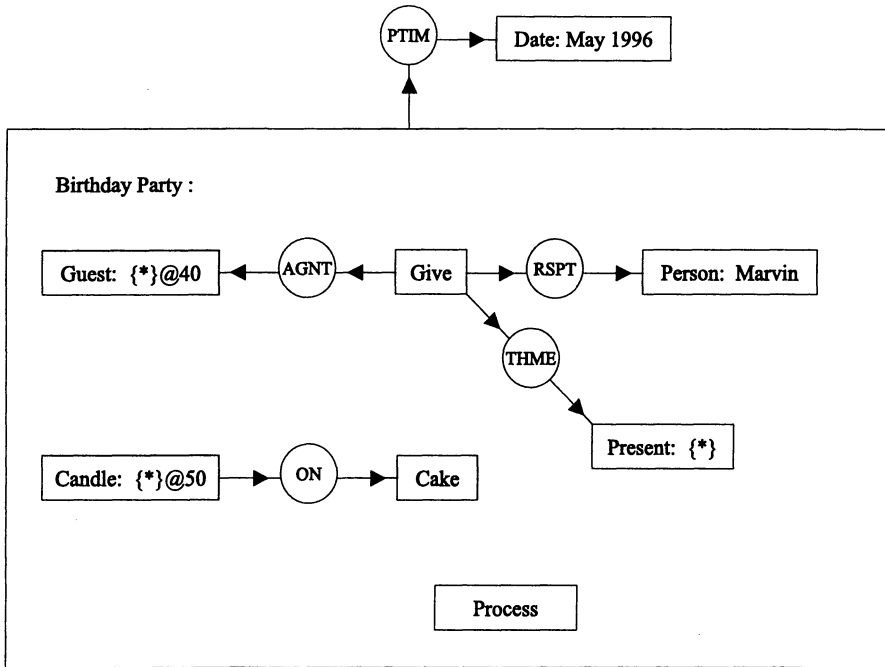 PTIM
Date: May 1996
Birthday Party :
Guest: {*}@40
AGNT
Give
RSPT
Person: Marvin
THME
Present: {*}
Candle: {*}@50
ON
Cake
Process